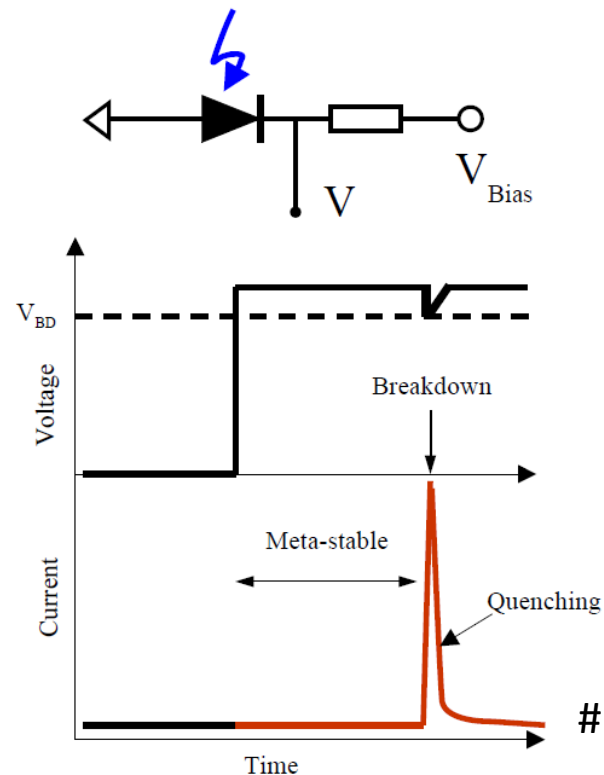 V
V Bias
V BD
Voltage
Breakdown
Meta-stable
Current
Quenching
#
Time